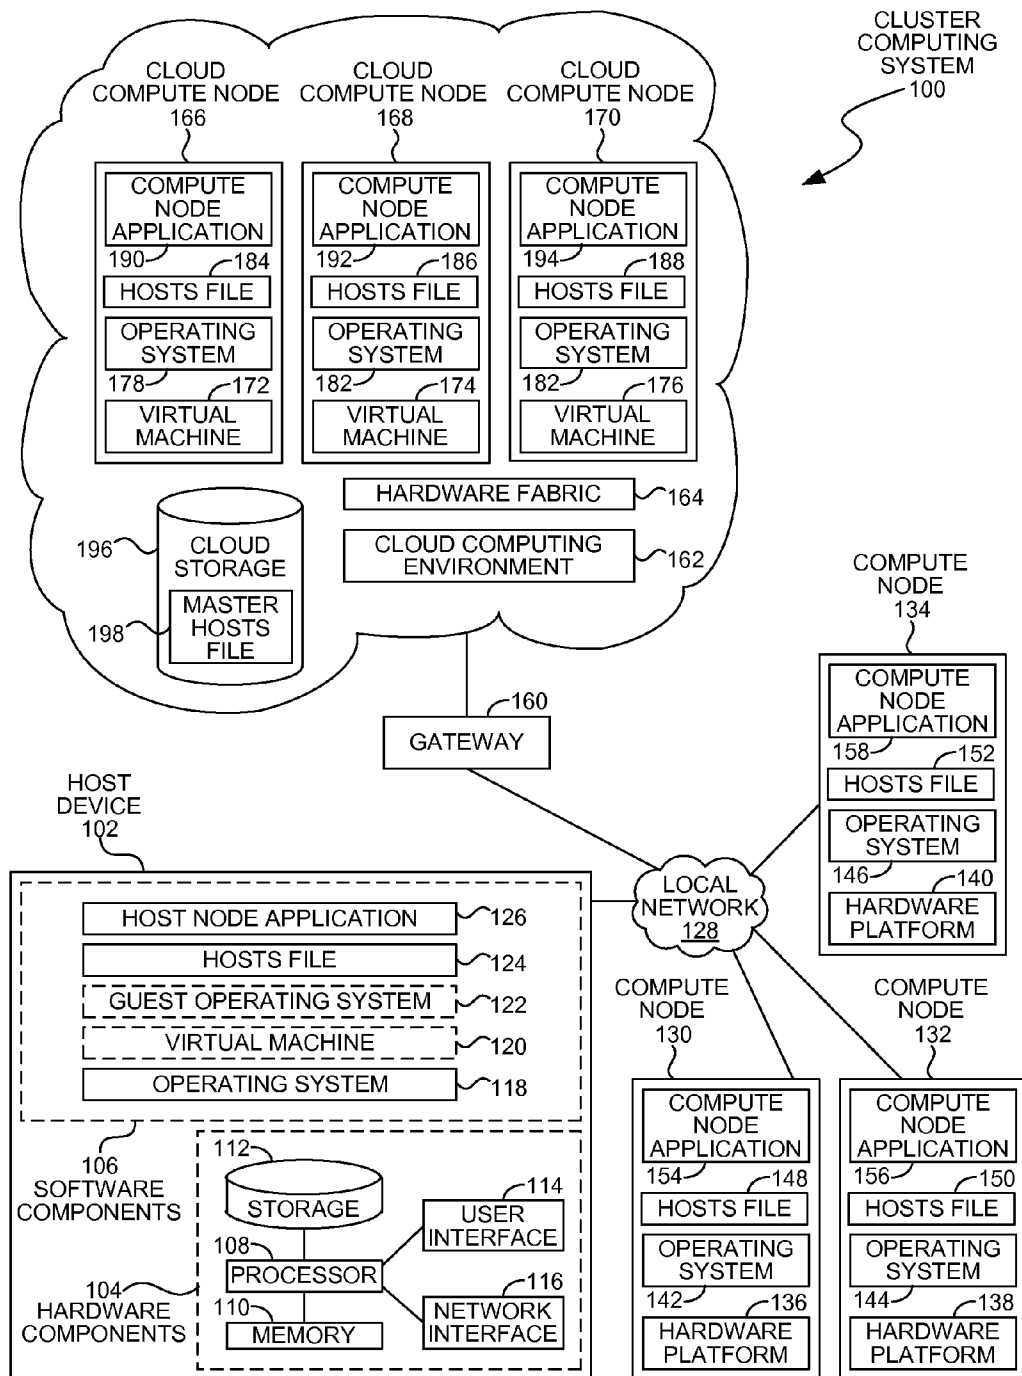 CLUSTER
COMPUTING
SYSTEM
100
CLOUD
COMPUTE NODE
166
CLOUD
COMPUTE NODE
168
CLOUD
COMPUTE NODE
170
COMPUTE
NODE
APPLICATION
190
184
HOSTS FILE
OPERATING
SYSTEM
178
172
VIRTUAL
MACHINE
COMPUTE
NODE
APPLICATION
192
186
HOSTS FILE
OPERATING
SYSTEM
182
174
VIRTUAL
MACHINE
COMPUTE
NODE
APPLICATION
194
188
HOSTS FILE
OPERATING
SYSTEM
182
176
VIRTUAL
MACHINE
196
CLOUD
STORAGE
198
MASTER
HOSTS
FILE
HARDWARE FABRIC
164
CLOUD COMPUTING
ENVIRONMENT
162
160
GATEWAY
COMPUTE
NODE
134
COMPUTE
NODE
APPLICATION
158
152
HOSTS FILE
OPERATING
SYSTEM
146
140
HARDWARE
PLATFORM
LOCAL
NETWORK
128
HOST
DEVICE
102
HOST NODE APPLICATION
126
HOSTS FILE
124
GUEST OPERATING SYSTEM
122
VIRTUAL MACHINE
120
OPERATING SYSTEM
118
106
SOFTWARE
COMPONENTS
112
STORAGE
114
USER
INTERFACE
108
PROCESSOR
116
NETWORK
INTERFACE
110
MEMORY
104
HARDWARE
COMPONENTS
COMPUTE
NODE
130
COMPUTE
NODE
APPLICATION
154
148
HOSTS FILE
OPERATING
SYSTEM
142
136
HARDWARE
PLATFORM
COMPUTE
NODE
132
COMPUTE
NODE
APPLICATION
156
150
HOSTS FILE
OPERATING
SYSTEM
144
138
HARDWARE
PLATFORM